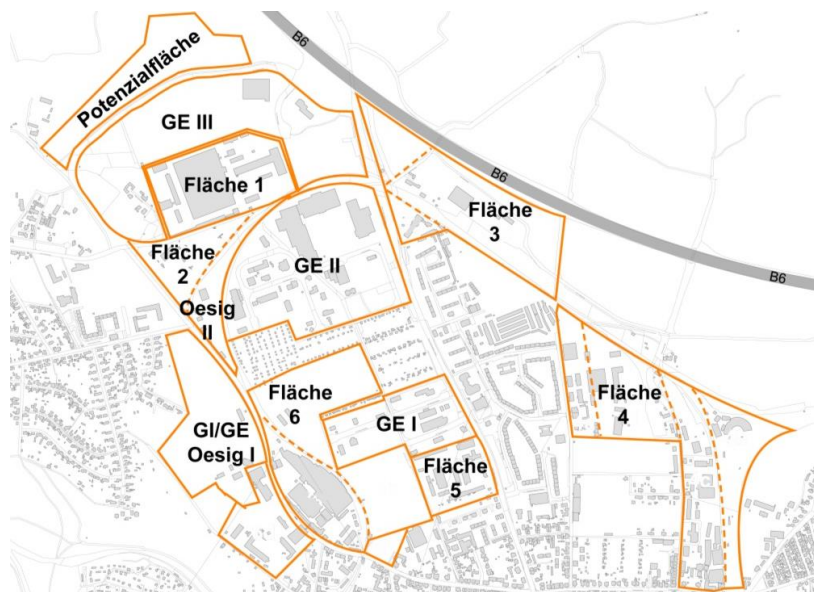 B6
Potenzialfläche
GE III
B6
Fläche 1
Fläche
3
Fläche
2
GE II
B6
Oesig
II
Fläche
6
Fläche
4
GE I
GI/GE
Oesig I
Fläche
5